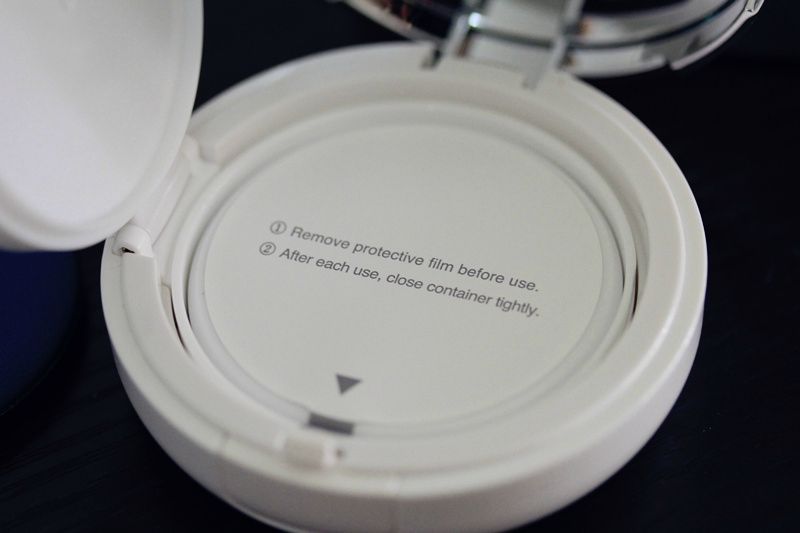 ① Remove protective film before use.
② After each use, close container tightly.